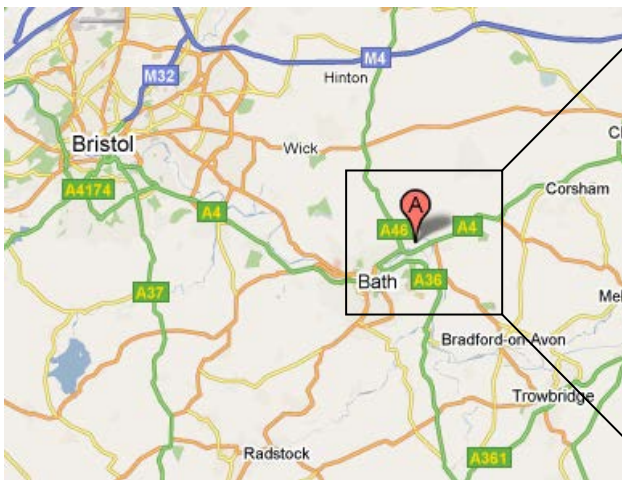 M4
M32
Hinton
Bristol
Wick
A4174
Corsham
A4
A46
A
A4
Bath
A36
A37
Bradford-on Avon
Trowbridge
Radstock
A361